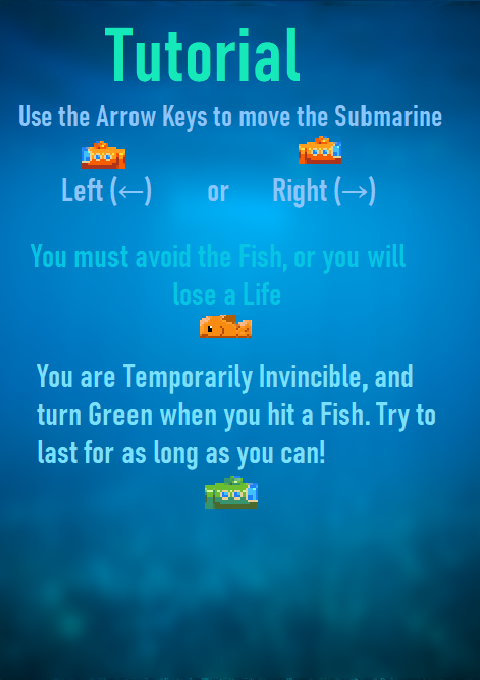 Tutorial
Use the Arrow Keys to move the Submarine
Left (←) or Right (→)
You must avoid the Fish, or you will
lose a Life
You are Temporarily Invincible, and
turn Green when you hit a Fish. Try to
last for as long as you can!